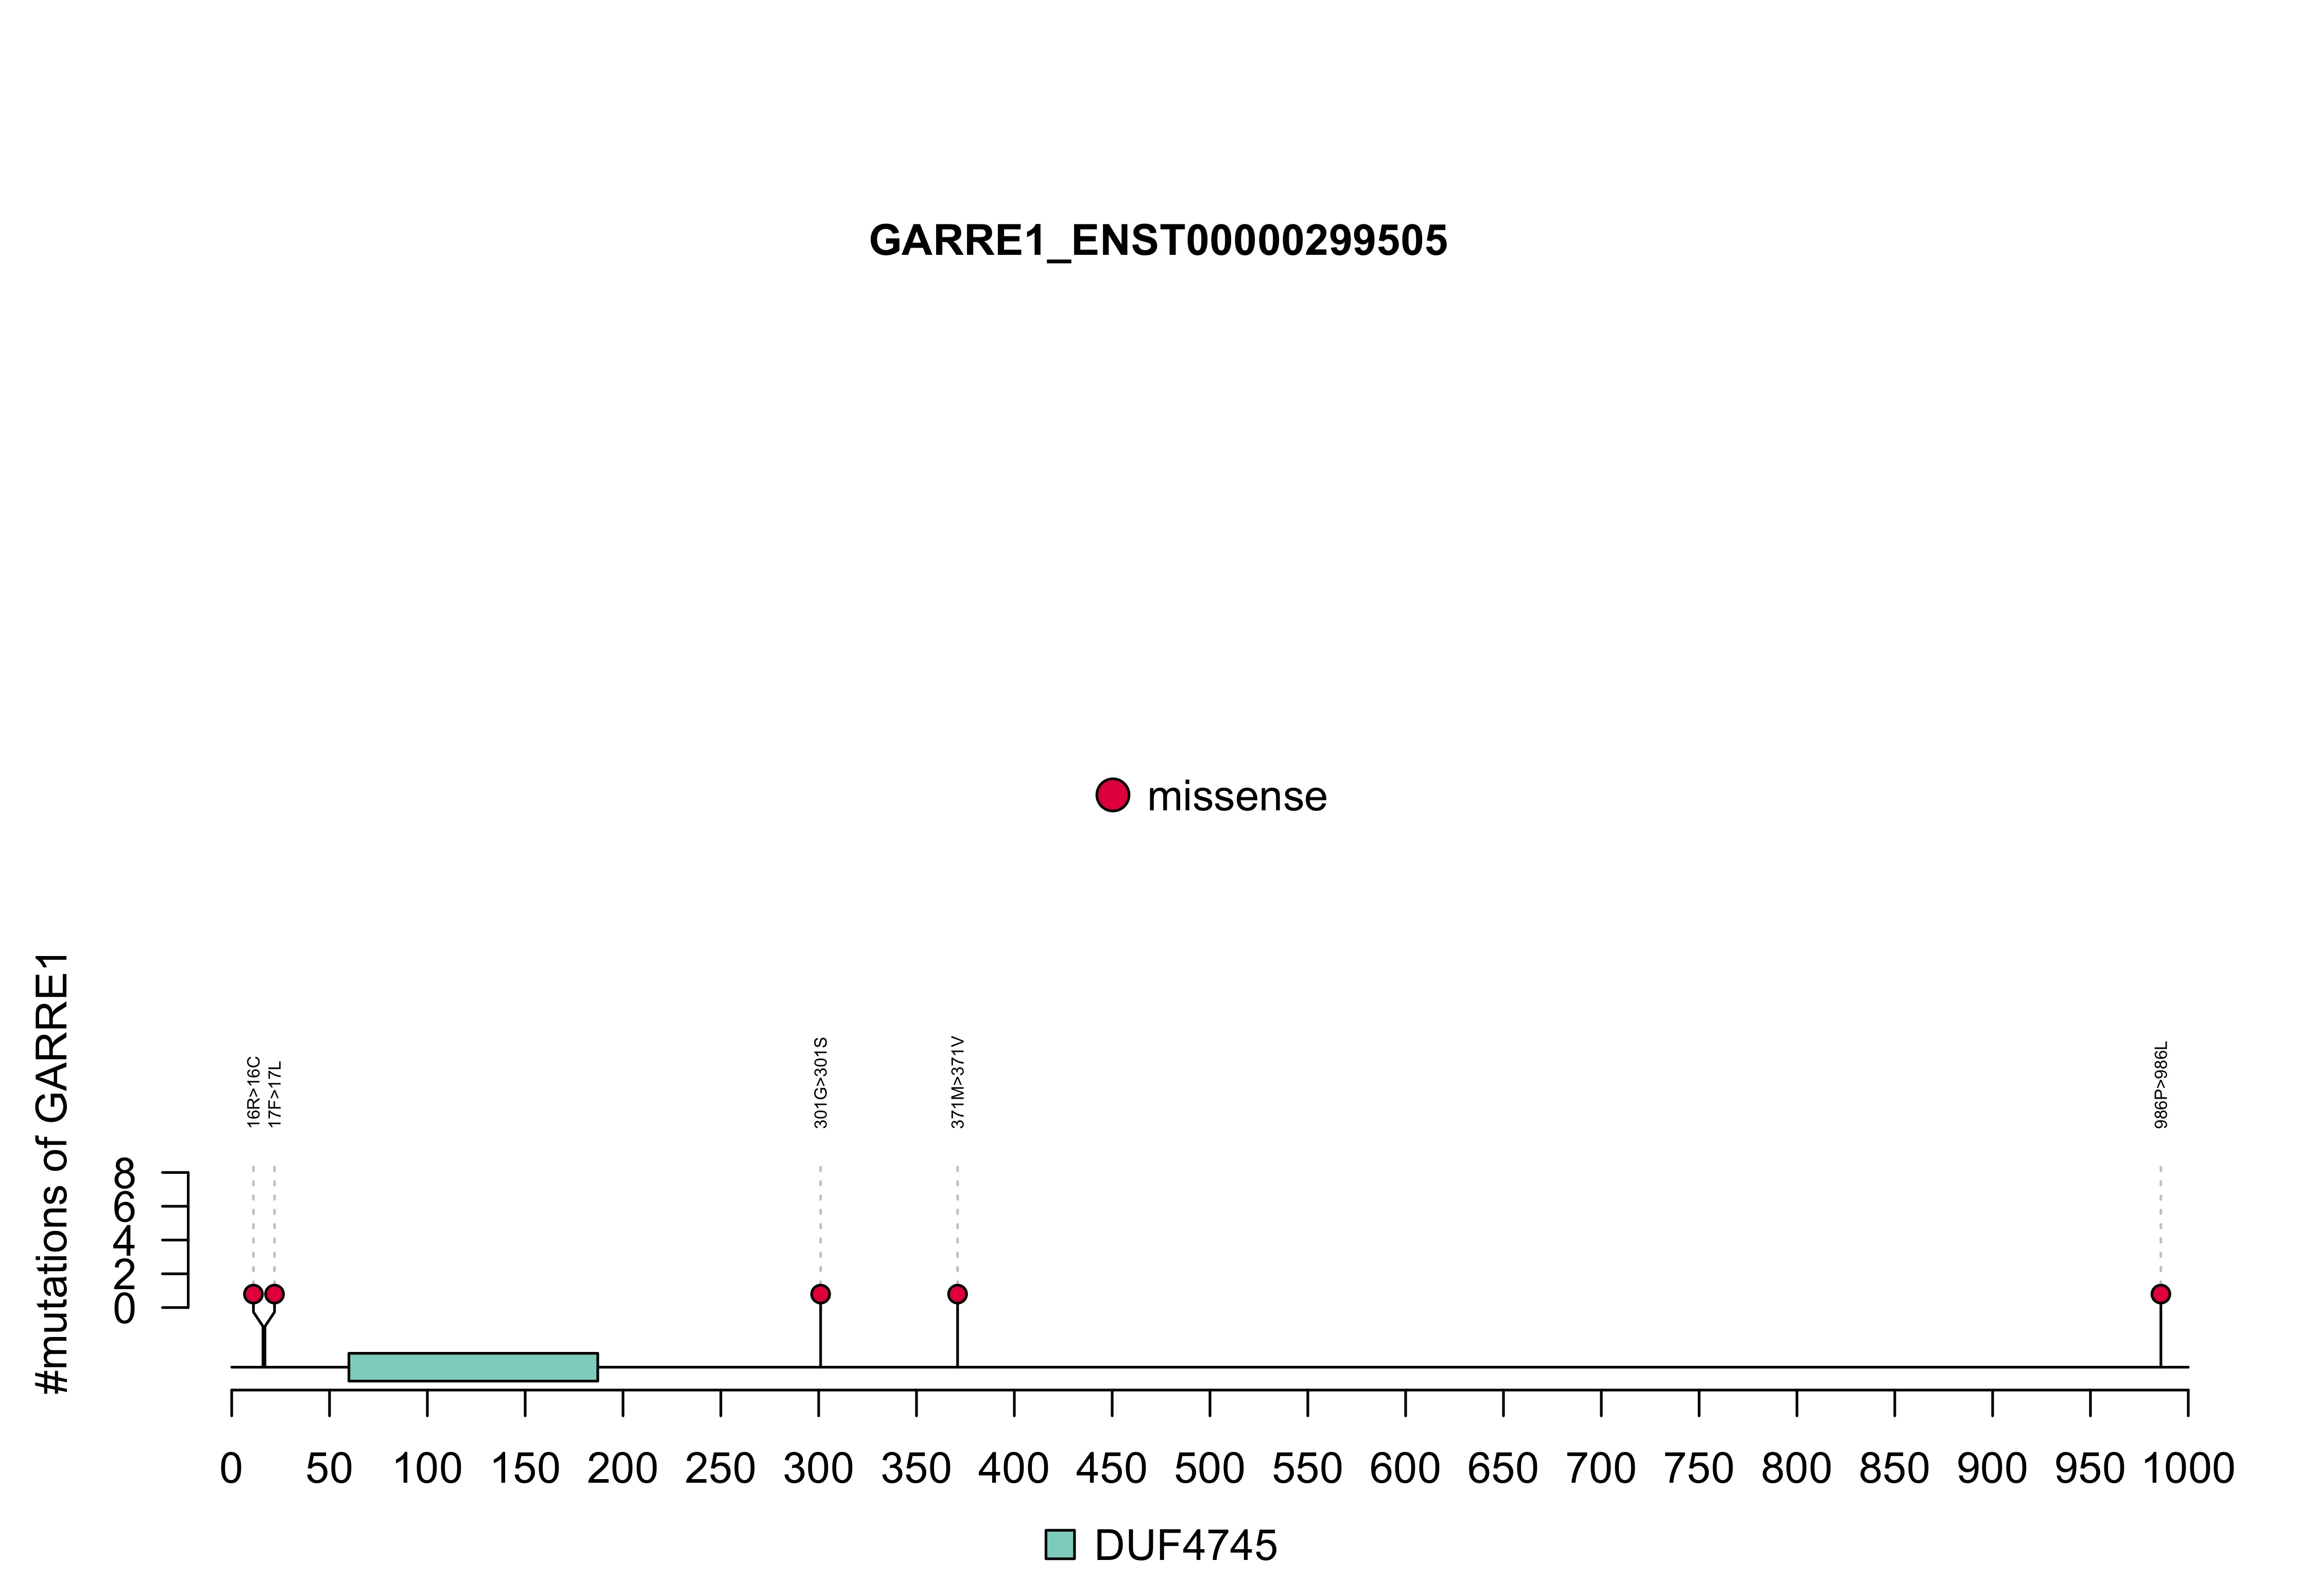 GARRE1_ENST00000299505
missense
#mutations of GARRE1
16R>16C
17F>17L
301G>301S
371M>371V
986P>986L
8
6
4
2
0
0 50 100 150 200 250 300 350 400 450 500 550 600 650 700 750 800 850 900 950 1000
DUF4745